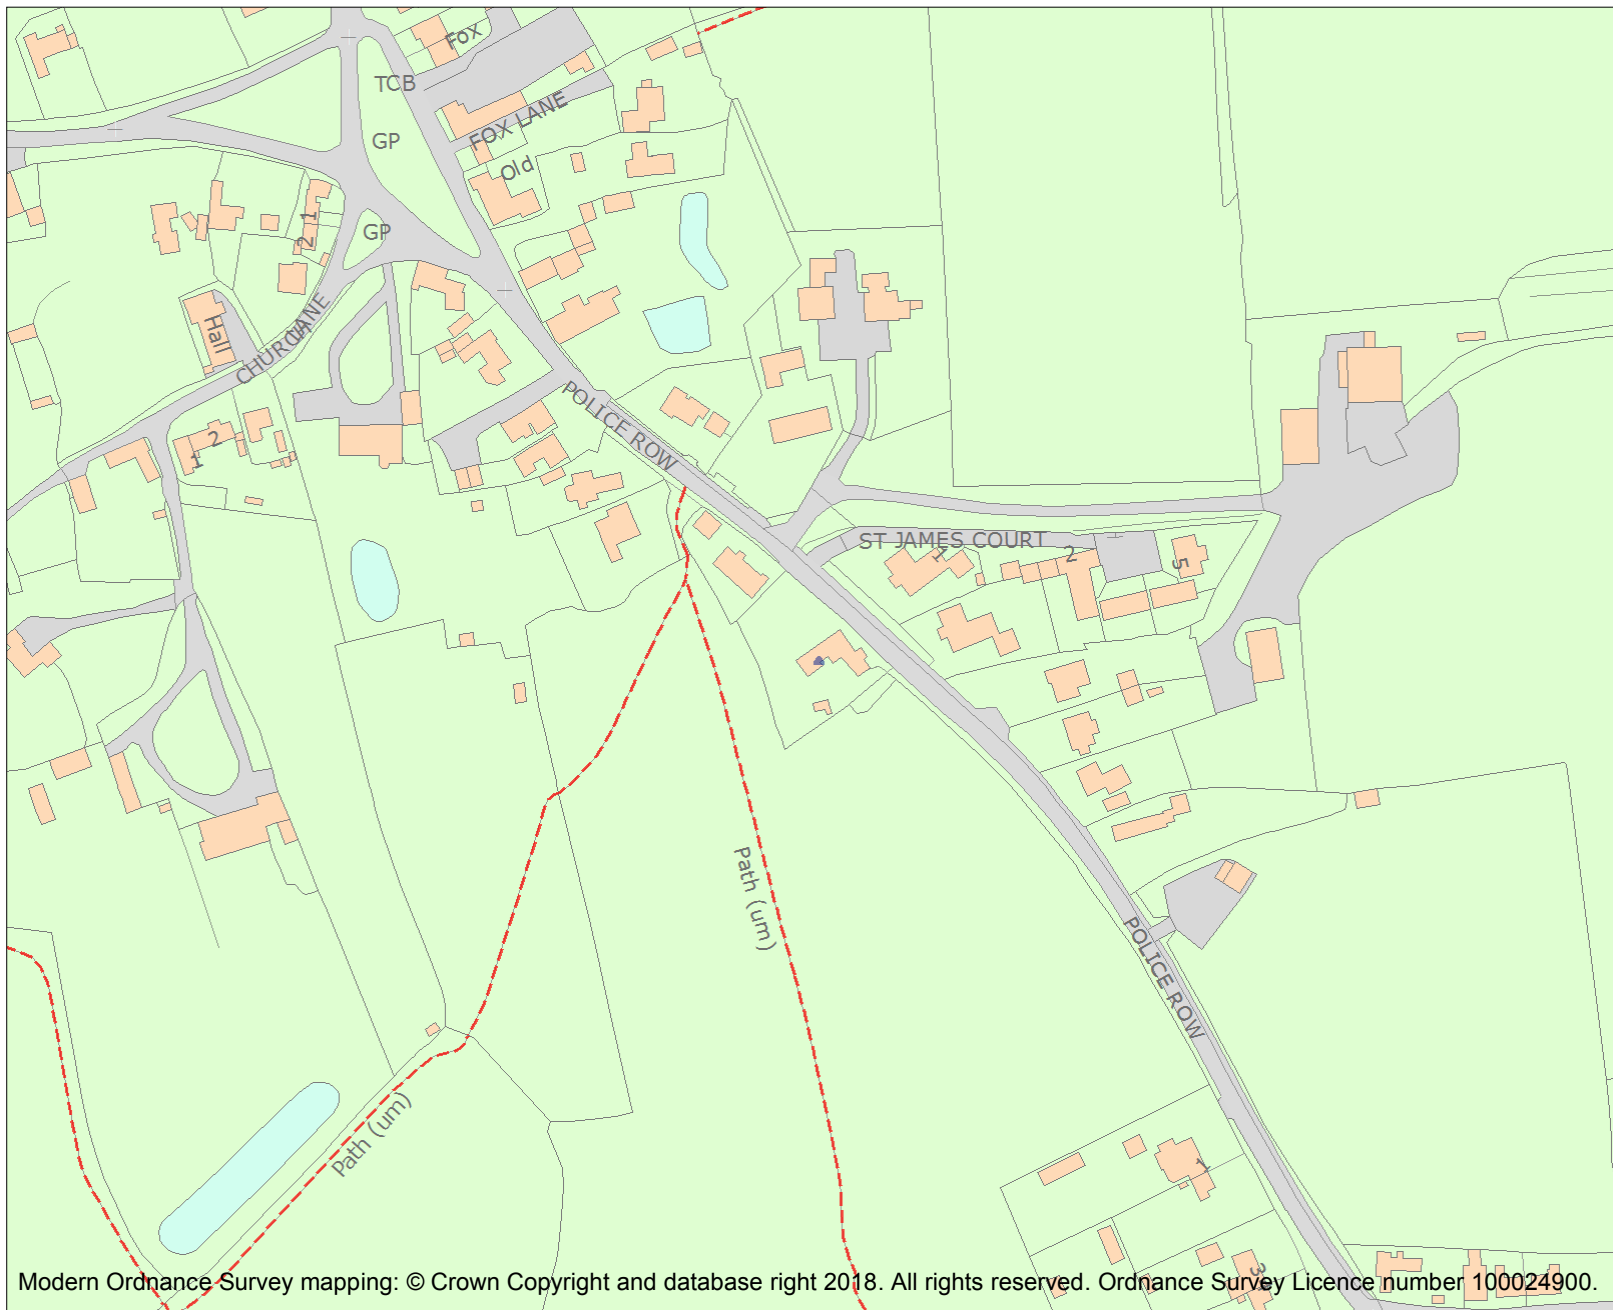 Fox
TCB
FOX LANE
GP
Old
1
2
GP
Hall
CHURCH LANE
POLICE ROW
2
1
ST JAMES COURT
1
2
5
Path (um)
POLICE ROW
Path (um)
1
3
Modern Ordnance Survey mapping: © Crown Copyright and database right 2018. All rights reserved. Ordnance Survey Licence number 100024900.